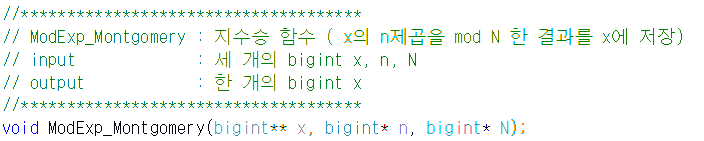 //***********************************
// ModExp_Montgomery : 지수승 함수 ( x의 n제곱을 mod N 한 결과를 x에 저장)
// input : 세 개의 bigint x, n, N
// output : 한 개의 bigint x
//***********************************
void ModExp_Montgomery(bigint** x, bigint* n, bigint* N);